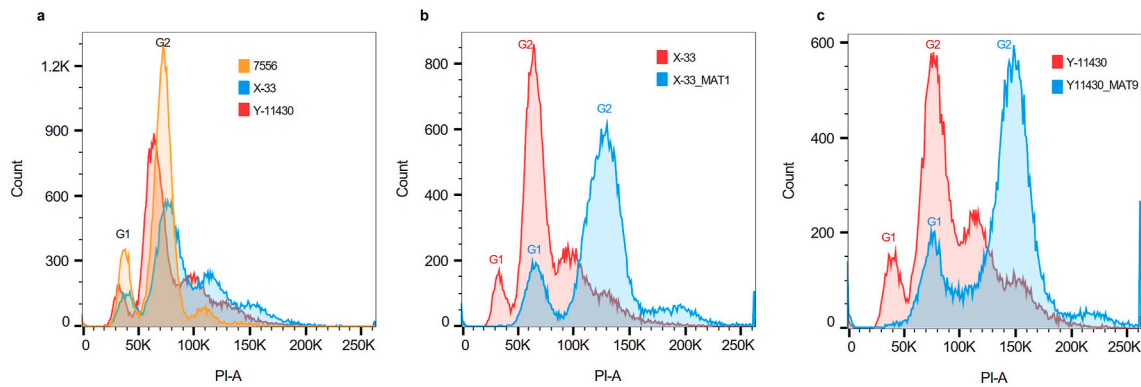 a
G2
7556
X-33
Y-11430
G1
Count
1.2K
900
600
300
0
0 50K 100K 150K 200K 250K
PI-A
b
G2
X-33
X-33_MAT1
G2
G1
G1
Count
800
600
400
200
0
0 50K 100K 150K 200K 250K
PI-A
c
G2
G2
Y-11430
Y11430_MAT9
G1
G1
Count
600
400
200
0
0 50K 100K 150K 200K 250K
PI-A